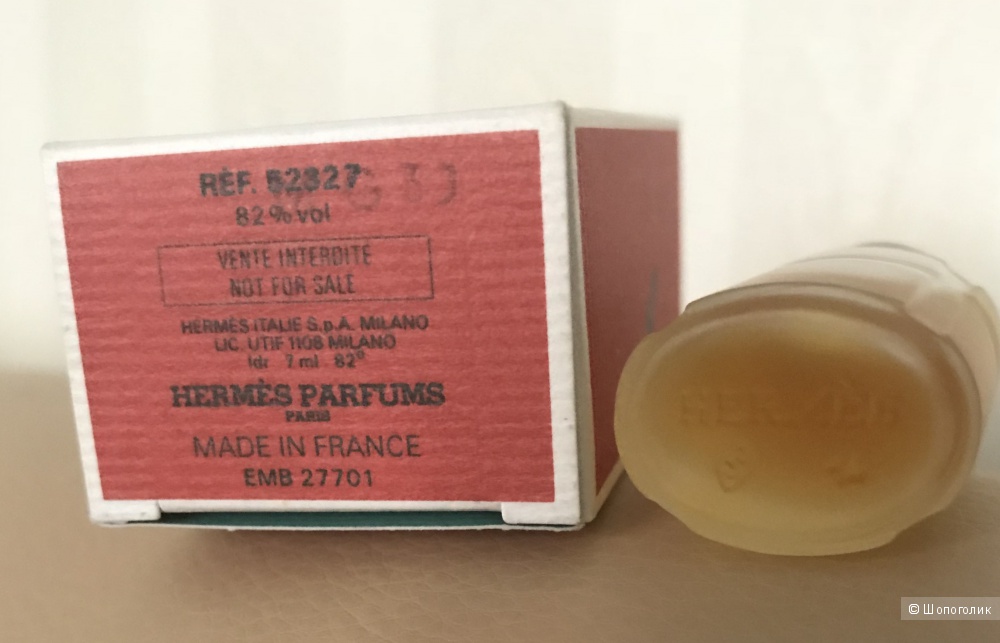 RÉF. 52827
82% vol
VENTE INTERDITE
NOT FOR SALE
HERMÈS ITALIE S.p.A. MILANO
LIC. UTIF 1108 MILANO
Idr 7 ml 82°
HERMÈS PARFUMS
PARIS
MADE IN FRANCE
EMB 27701
© Шопоголик